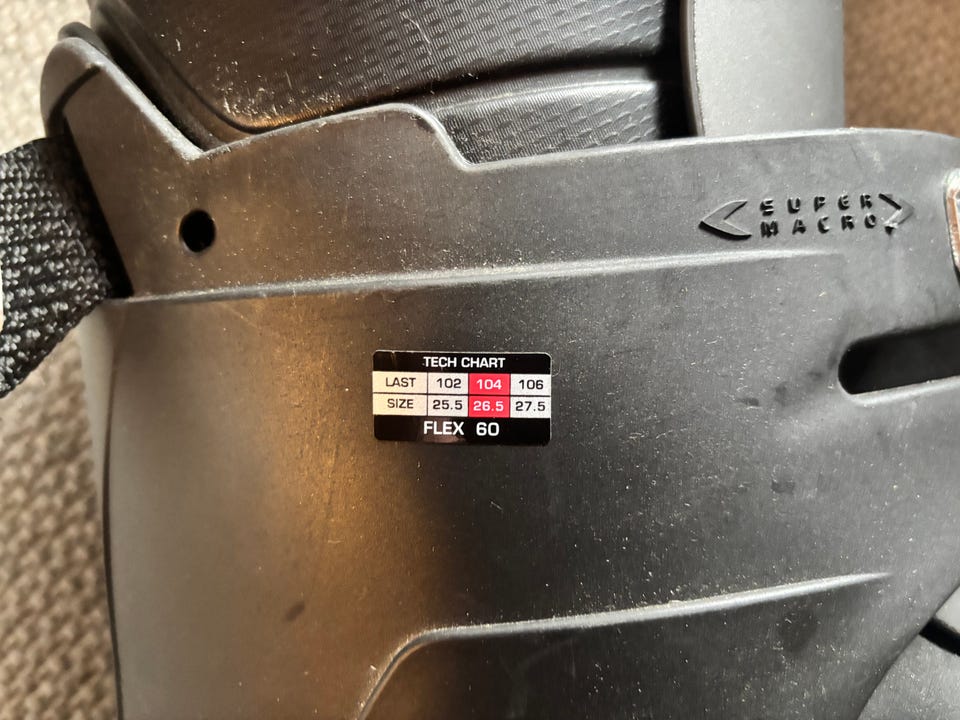 SUPER
MACRO
TECH CHART
LAST 102 104 106
SIZE 25.5 26.5 27.5
FLEX 60